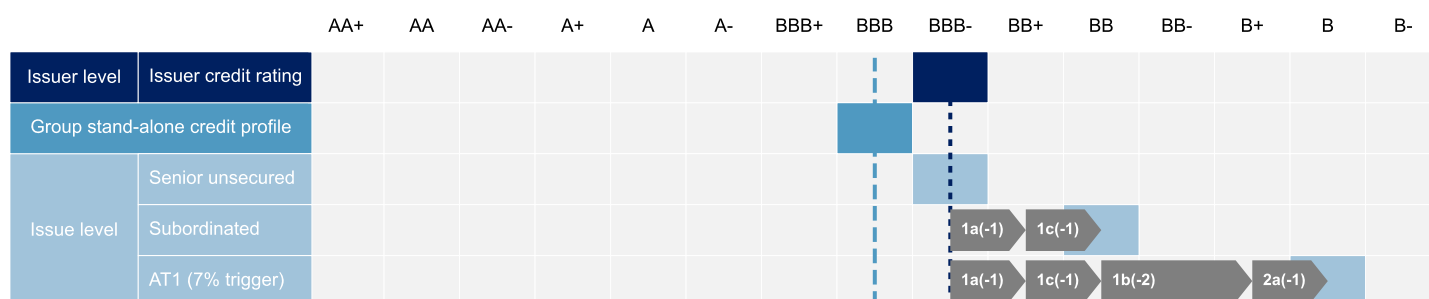 AA+ AA AA- A+ A A- BBB+ BBB BBB- BB+ BB BB- B+ B B-
Issuer level Issuer credit rating
Group stand-alone credit profile
Senior unsecured
Issue level Subordinated 1a(-1) 1c(-1)
AT1 (7% trigger) 1a(-1) 1c(-1) 1b(-2) 2a(-1)